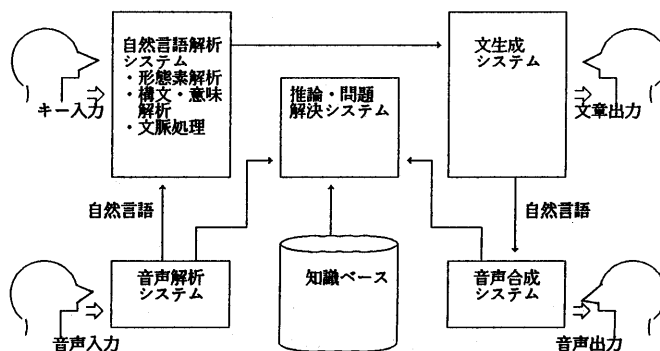 自然言語解析
システム
・形態素解析
・構文・意味
解析
・文脈処理
キー入力
推論・問題
解決システム
文生成
システム
文章出力
自然言語
自然言語
音声解析
システム
音声入力
知識ベース
音声合成
システム
音声出力